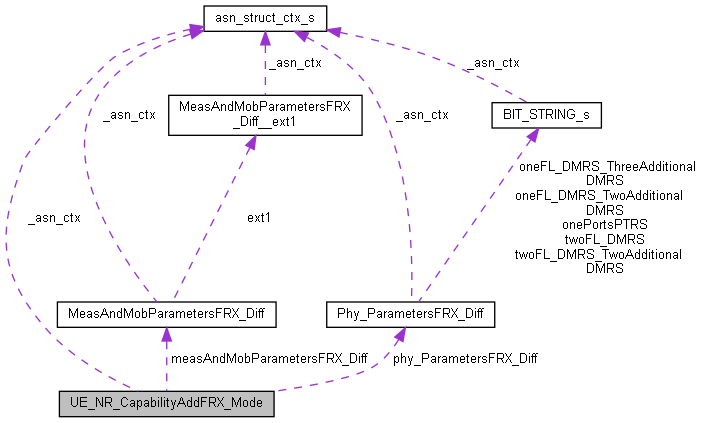 asn_struct_ctx_s
_asn_ctx
_asn_ctx
MeasAndMobParametersFRX
_Diff__ext1
_asn_ctx
_asn_ctx
BIT_STRING_s
oneFL_DMRS_ThreeAdditional
DMRS
oneFL_DMRS_TwoAdditional
DMRS
onePortsPTRS
twoFL_DMRS
twoFL_DMRS_TwoAdditional
DMRS
_asn_ctx
ext1
MeasAndMobParametersFRX_Diff
Phy_ParametersFRX_Diff
measAndMobParametersFRX_Diff
phy_ParametersFRX_Diff
UE_NR_CapabilityAddFRX_Mode